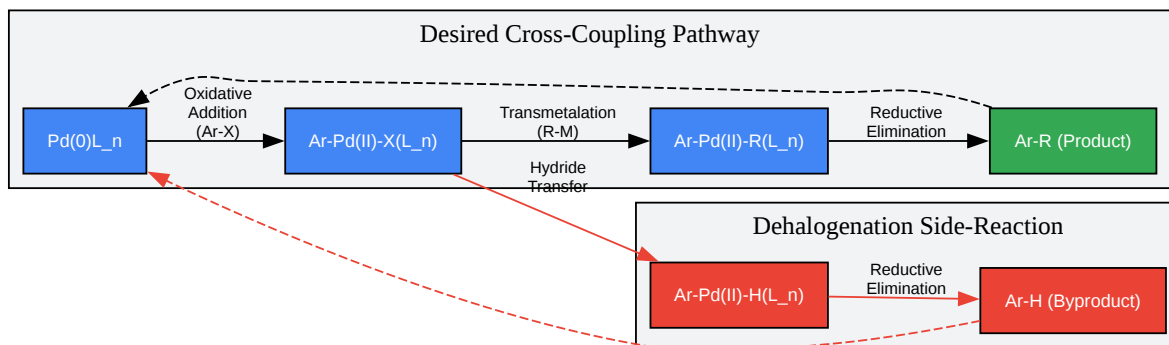 Desired Cross-Coupling Pathway
Oxidative
Addition
(Ar-X)
Transmetalation
(R-M)
Reductive
Elimination
Pd(0)L_n
Ar-Pd(II)-X(L_n)
Ar-Pd(II)-R(L_n)
Ar-R (Product)
Hydride
Transfer
Dehalogenation Side-Reaction
Reductive
Elimination
Ar-Pd(II)-H(L_n)
Ar-H (Byproduct)